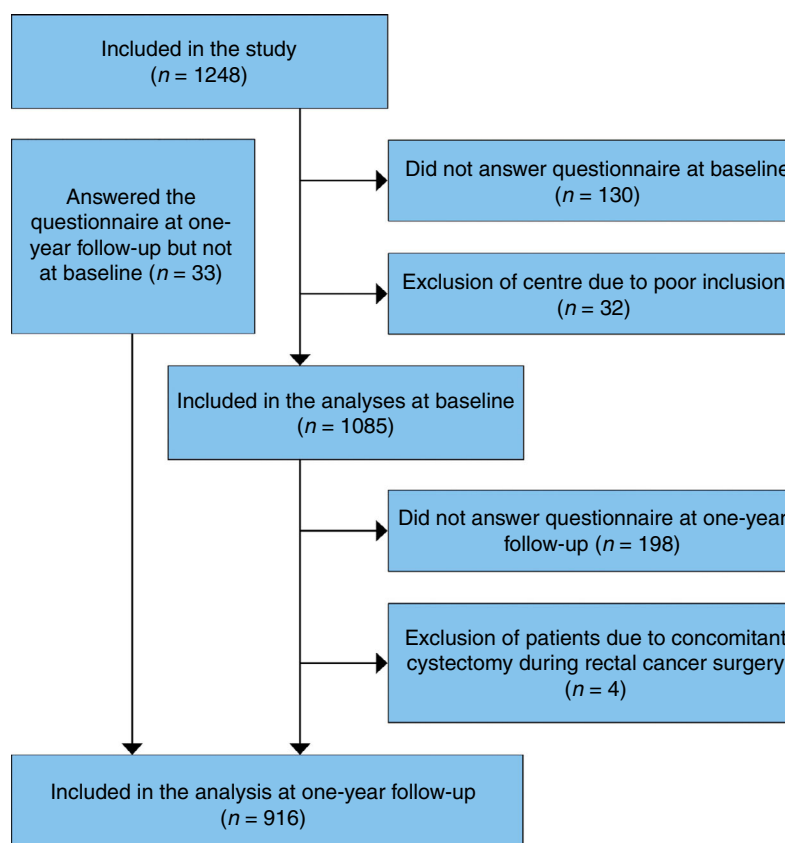 Included in the study
(n = 1248)
Did not answer questionnaire at baseline
(n = 130)
Answered the
questionnaire at one-
year follow-up but not
at baseline (n = 33)
Exclusion of centre due to poor inclusion
(n = 32)
Included in the analyses at baseline
(n = 1085)
Did not answer questionnaire at one-year
follow-up (n = 198)
Exclusion of patients due to concomitant
cystectomy during rectal cancer surgery
(n = 4)
Included in the analysis at one-year follow-up
(n = 916)